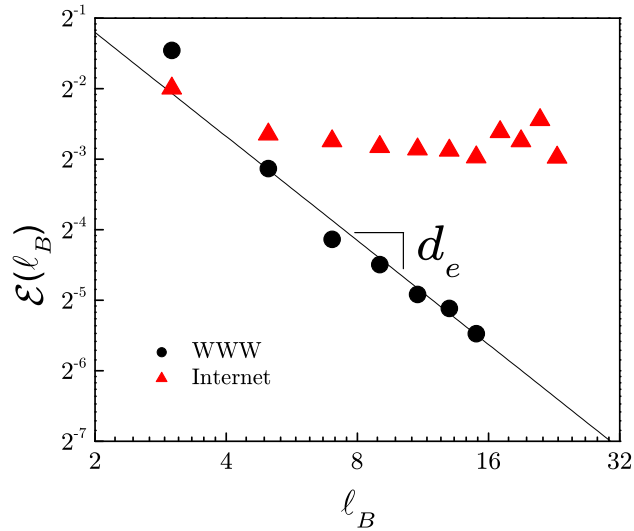 2⁻¹
2⁻²
2⁻³
2⁻⁴
2⁻⁵
2⁻⁶
2⁻⁷
ℰ(ℓ_B)
d_e
WWW
Internet
2 4 8 16 32
ℓ_B